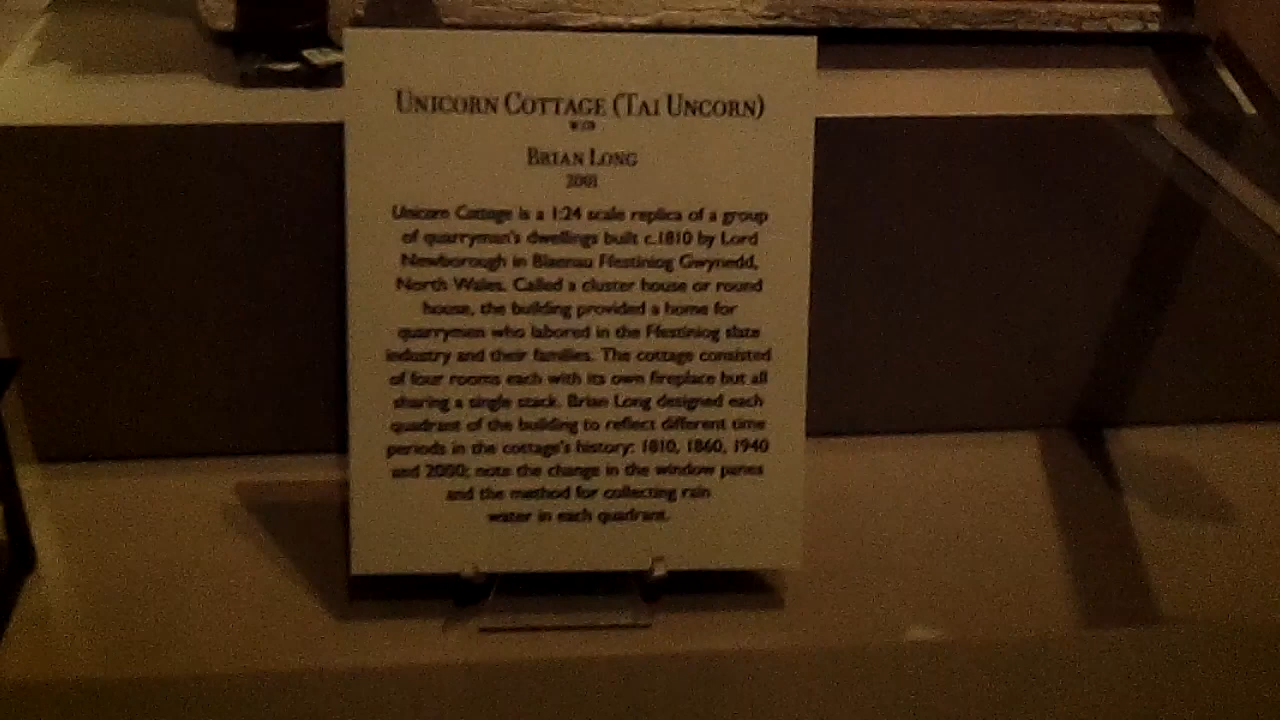 UNICORN COTTAGE (TAI UNCORN)
BRIAN LONG
2001
Unicorn Cottage is a 1:24 scale replica of a group
of quarryman's dwellings built c.1810 by Lord
Newborough in Blaenau Ffestiniog Gwynedd,
North Wales. Called a cluster house or round
house, the building provided a home for
quarrymen who labored in the Ffestiniog slate
industry and their families. The cottage consisted
of four rooms each with its own fireplace but all
sharing a single stack. Brian Long designed each
quadrant of the building to reflect different time
periods in the cottage's history: 1810, 1860, 1940
and 2000; note the change in the window panes
and the method for collecting rain
water in each quadrant.